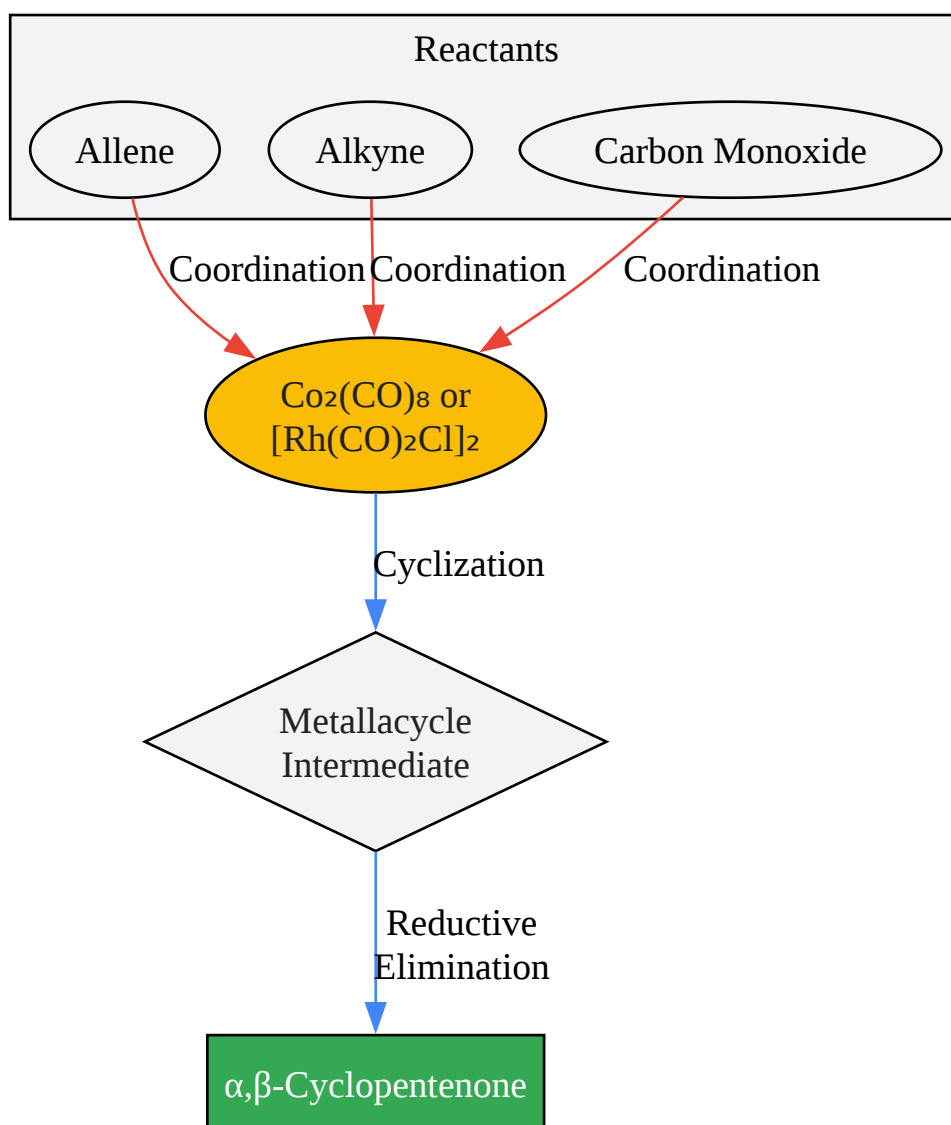 Reactants
Allene
Alkyne
Carbon Monoxide
Coordination
Coordination
Coordination
Co₂(CO)₈ or
[Rh(CO)₂Cl]₂
Cyclization
Metallacycle
Intermediate
Reductive
Elimination
α,β-Cyclopentenone